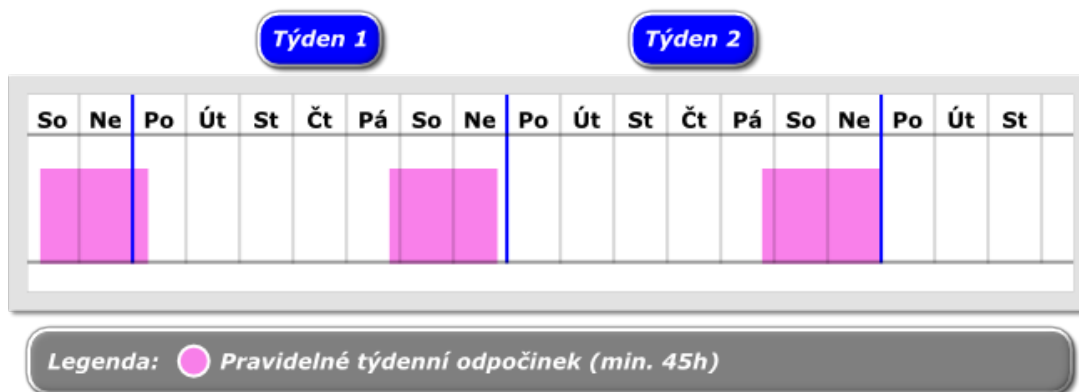 Týden 1 Týden 2
So Ne Po Út St Čt Pá So Ne Po Út St Čt Pá So Ne Po Út St
Legenda: Pravidelné týdenní odpočinek (min. 45h)